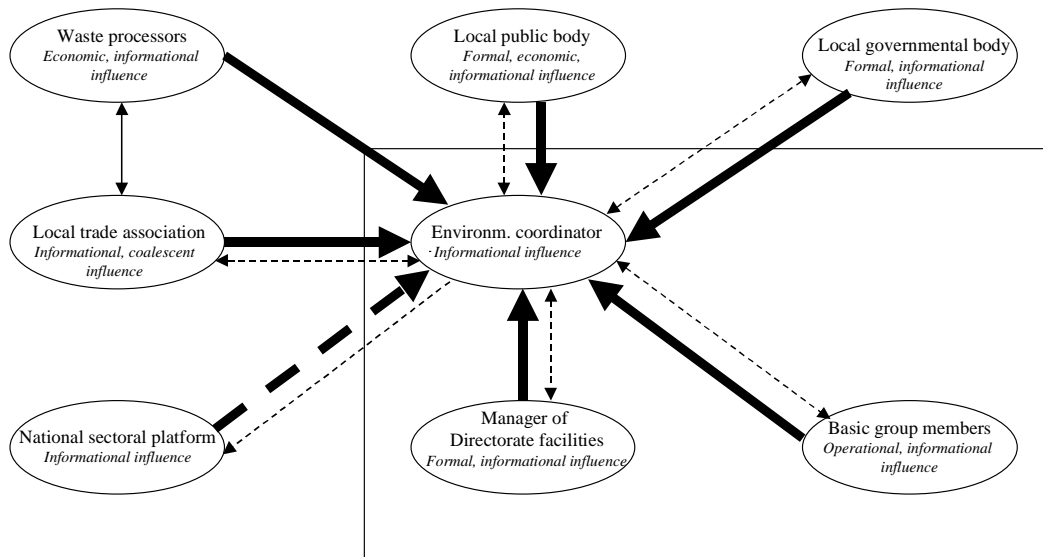 Waste processors
Economic, informational
influence
Local public body
Formal, economic,
informational influence
Local governmental body
Formal, informational
influence
Local trade association
Informational, coalescent
influence
Environm. coordinator
Informational influence
National sectoral platform
Informational influence
Manager of
Directorate facilities
Formal, informational influence
Basic group members
Operational, informational
influence